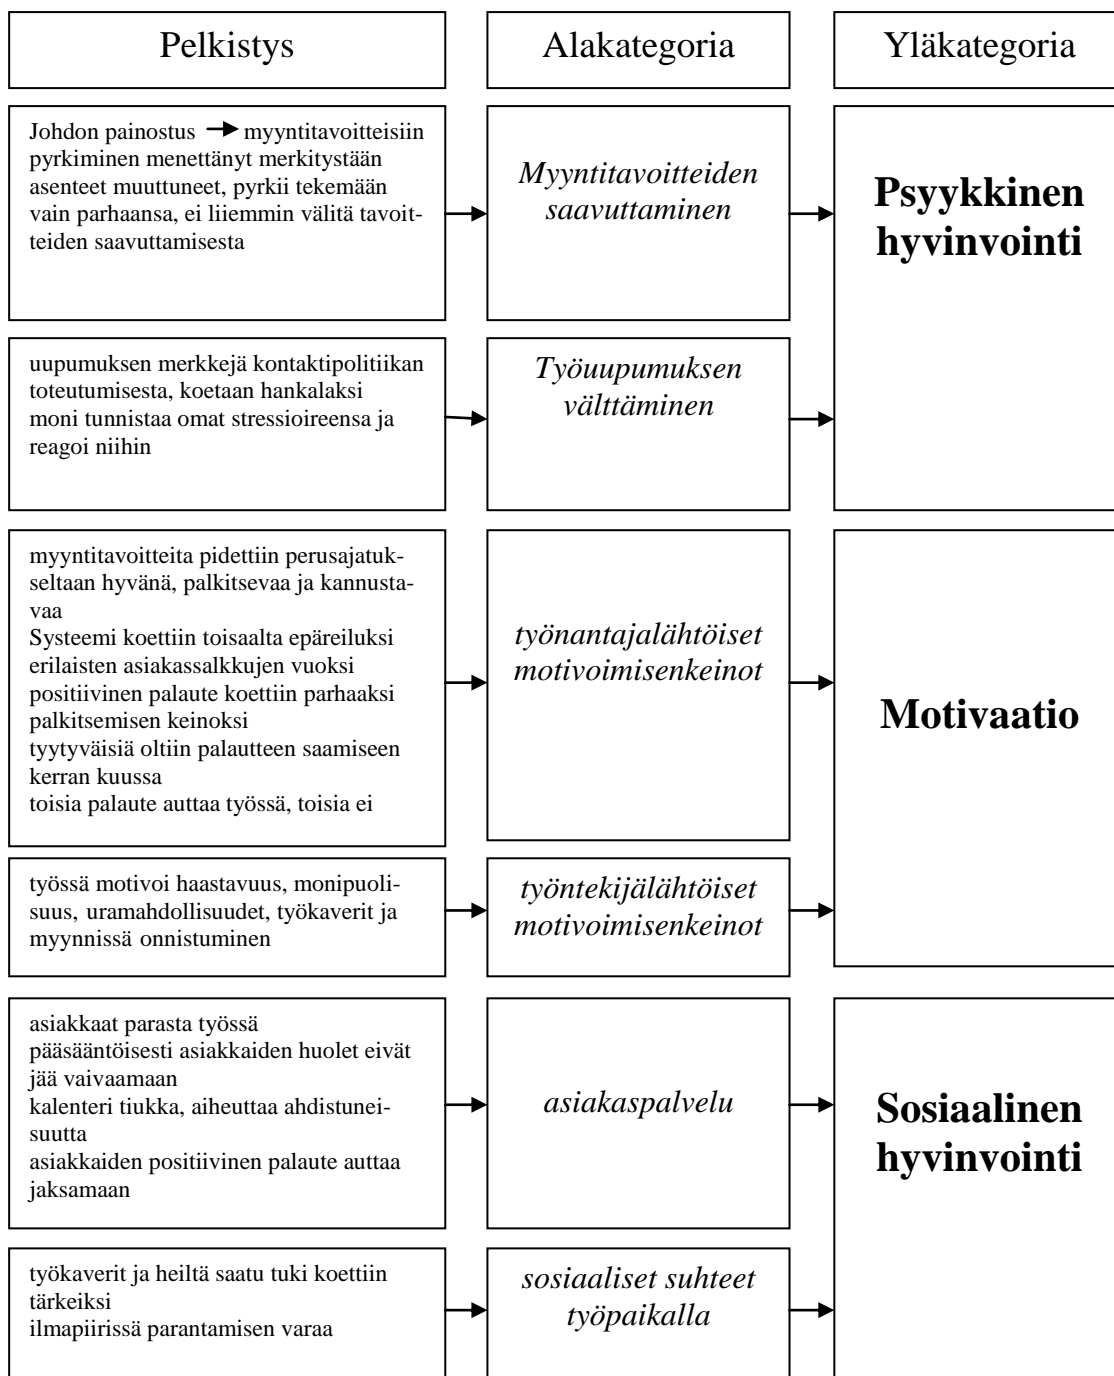 Pelkistys
Alakategoria
Yläkategoria
Johdon painostus → myyntitavoitteisiin
pyrkiminen menettänyt merkitystään
asenteet muuttuneet, pyrkii tekemään
vain parhaansa, ei liiemmin välitä tavoit-
teiden saavuttamisesta
Myyntitavoitteiden
saavuttaminen
Psyykkinen
hyvinvointi
uupumuksen merkkejä kontaktipolitiikan
toteutumisesta, koetaan hankalaksi
moni tunnistaa omat stressioireensa ja
reagoi niihin
Työuupumuksen
välttäminen
myyntitavoitteita pidettiin perusajatuk-
seltaan hyvänä, palkitsevaa ja kannusta-
vaa
Systeemi koettiin toisaalta epäreiluksi
erilaisten asiakassalkkujen vuoksi
positiivinen palaute koettiin parhaaksi
palkitsemisen keinoksi
tyytyväisiä oltiin palautteen saamiseen
kerran kuussa
toisia palaute auttaa työssä, toisia ei
työnantajalähtöiset
motivoimisenkeinot
Motivaatio
työssä motivoi haastavuus, monipuoli-
suus, uramahdollisuudet, työkaverit ja
myynnissä onnistuminen
työntekijälähtöiset
motivoimisenkeinot
asiakkaat parasta työssä
pääsääntöisesti asiakkaiden huolet eivät
jää vaivaamaan
kalenteri tiukka, aiheuttaa ahdistunei-
suutta
asiakkaiden positiivinen palaute auttaa
jaksamaan
asiakaspalvelu
Sosiaalinen
hyvinvointi
työkaverit ja heiltä saatu tuki koettiin
tärkeiksi
ilmapiirissä parantamisen varaa
sosiaaliset suhteet
työpaikalla